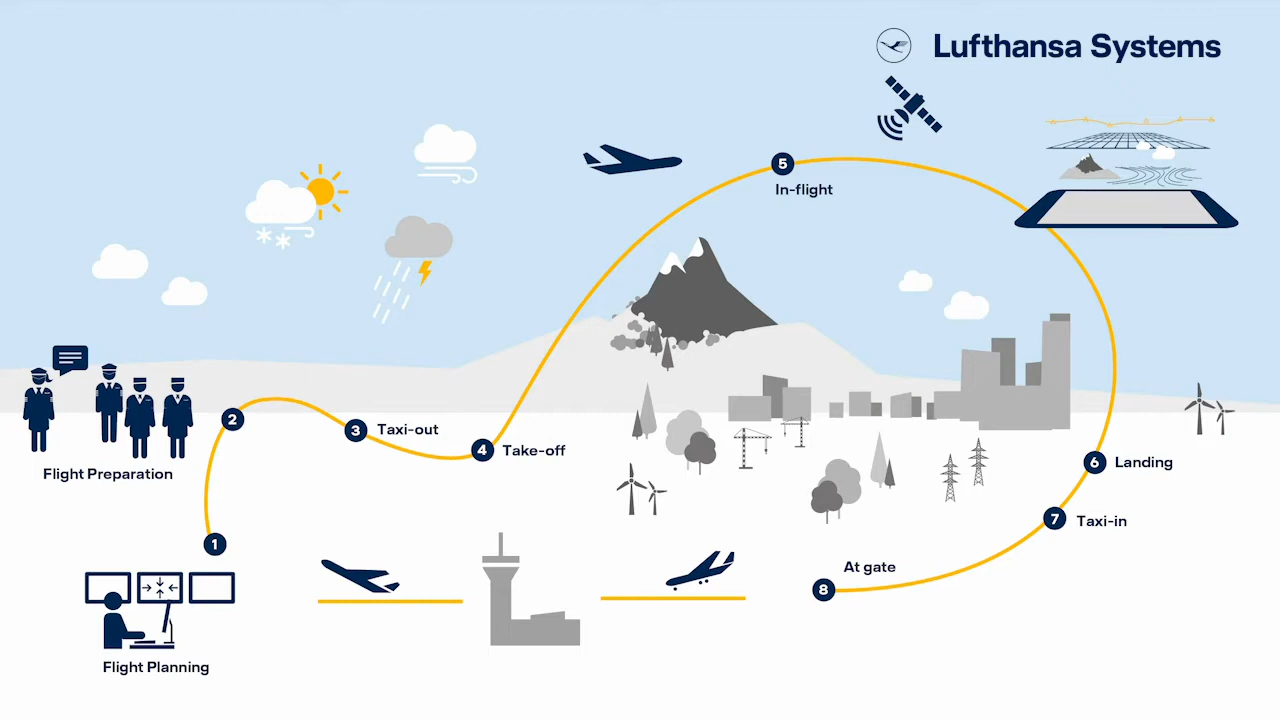 Lufthansa Systems
5
In-flight
2
3
Taxi-out
4
Take-off
Flight Preparation
6
Landing
1
7
Taxi-in
At gate
8
Flight Planning